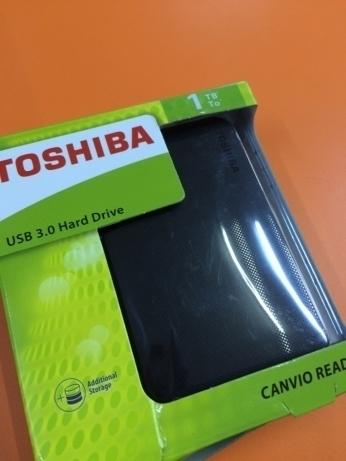 1 TB
To
TOSHIBA
TOSHIBA
USB 3.0 Hard Drive
Additional
Storage
CANVIO READ